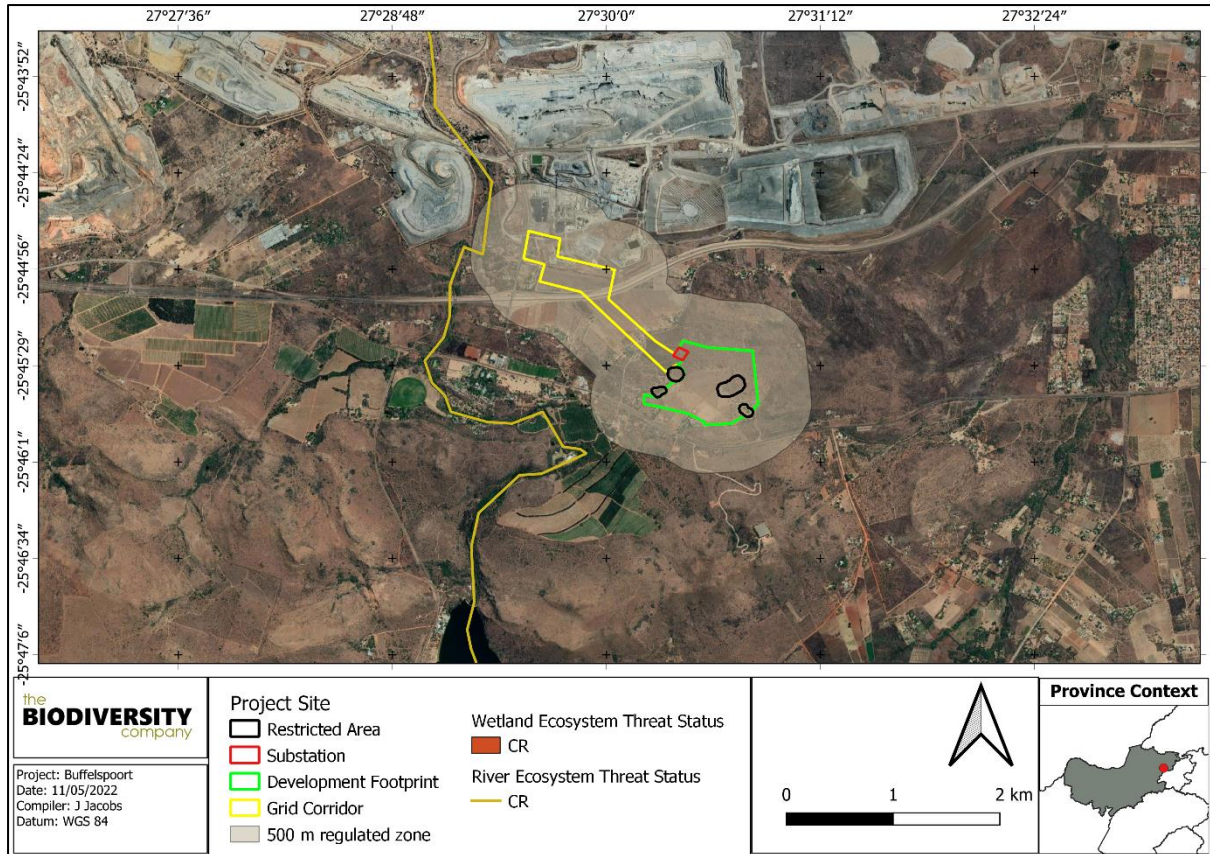 27°27′36″ 27°28′48″ 27°30′0″ 27°31′12″ 27°32′24″
-25°43′52″
-25°44′24″
-25°44′56″
-25°45′29″
-25°46′1″
-25°46′34″
-25°47′6″
the
BIODIVERSITY
company
Project: Buffelspoort
Date: 11/05/2022
Compiler: J Jacobs
Datum: WGS 84
Project Site
Restricted Area
Substation
Development Footprint
Grid Corridor
500 m regulated zone
Wetland Ecosystem Threat Status
CR
River Ecosystem Threat Status
CR
0 1 2 km
Province Context